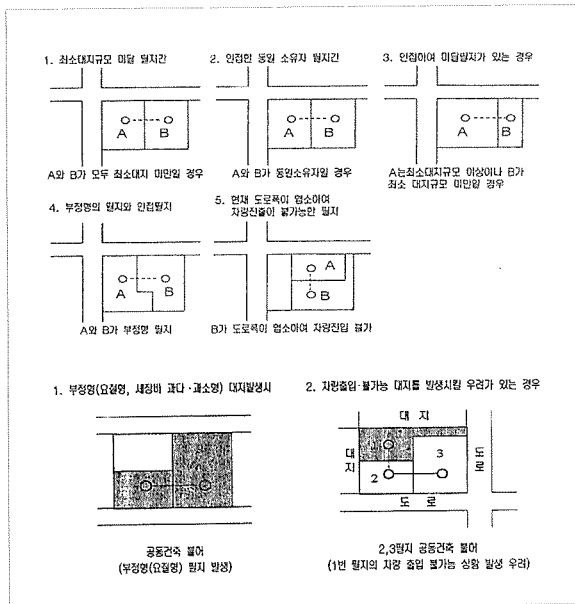 1. 최소대지규모 미달 필지간
2. 인접한 동일 소유자 필지간
3. 인접하여 미달필지가 있는 경우
A
B
A
B
A
B
A와 B가 모두 최소대지 미만일 경우
A와 B가 동일소유자일 경우
A는최소대지규모 이상이나 B가
최소 대지규모 미만일 경우
4. 부정형의 필지와 인접필지
5. 현재 도로폭이 협소하여
차량진출이 불가능한 필지
A
B
A
B
A와 B가 부정형 필지
B가 도로폭이 협소하여 차량진입 불가
1. 부정형(요철형, 세장비 과다·과소형) 대지발생시
2. 차량출입·불가능 대지를 발생시킬 우려가 있는 경우
대 지
대지
1
3
2
도로
도 로
공동건축 불허
(부정형(요철형) 필지 발생)
2,3필지 공동건축 불허
(1번 필지의 차량 출입 불가능 상황 발생 우려)